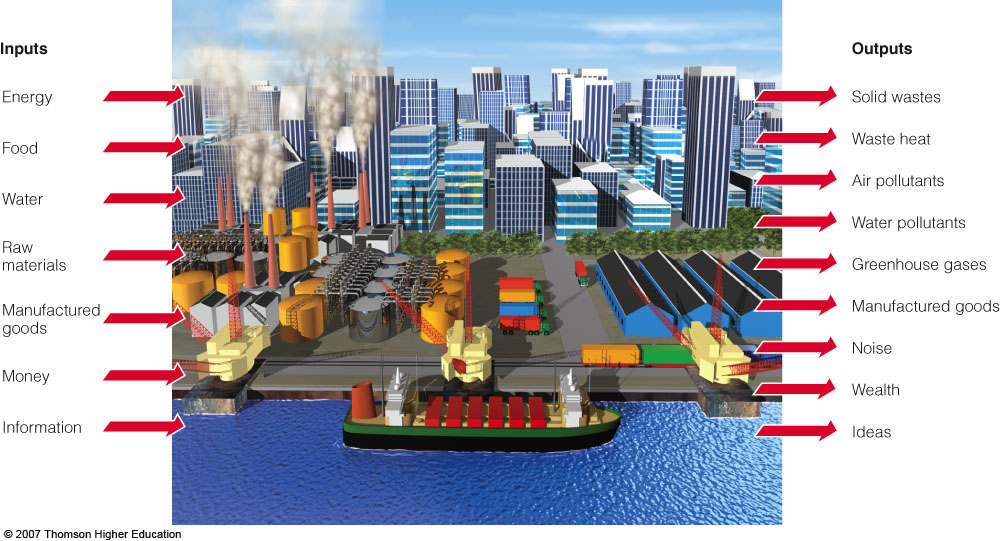 Inputs
Energy
Food
Water
Raw
materials
Manufactured
goods
Money
Information
Outputs
Solid wastes
Waste heat
Air pollutants
Water pollutants
Greenhouse gases
Manufactured goods
Noise
Wealth
Ideas
© 2007 Thomson Higher Education